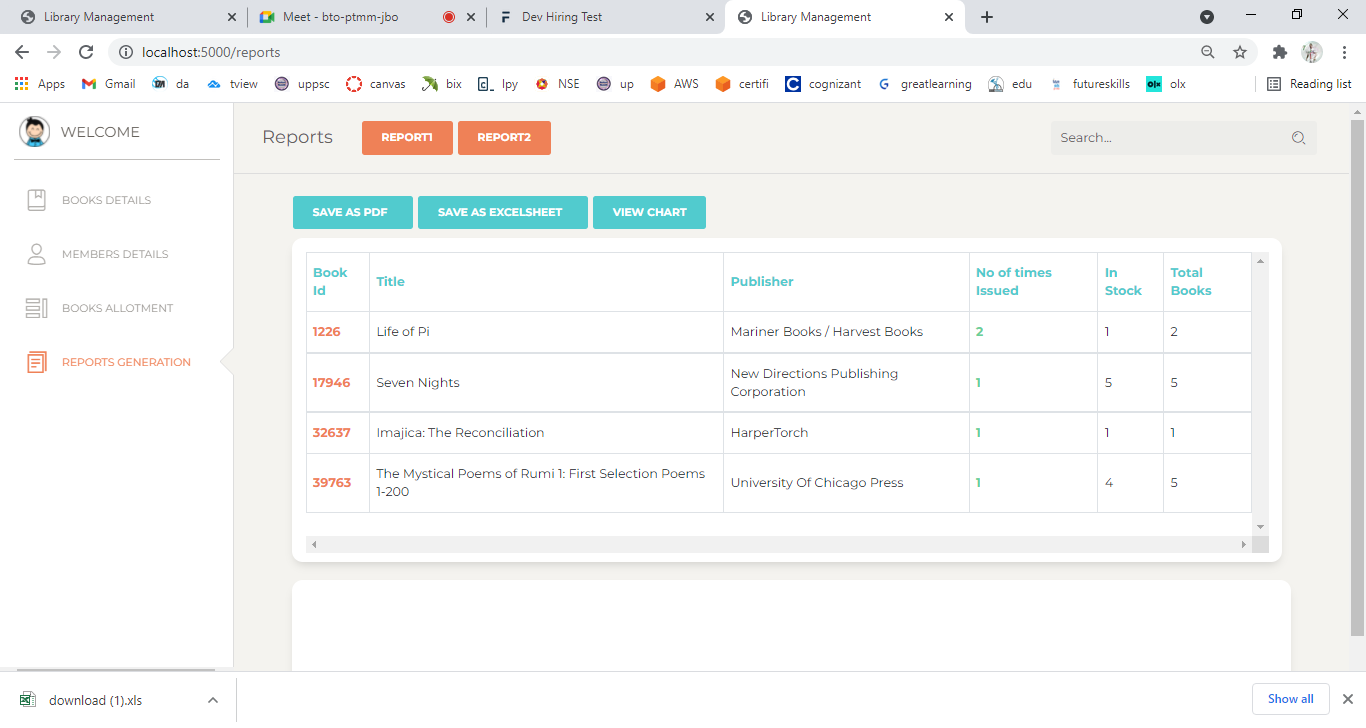 Library Management
Meet - bto-ptmm-jbo
Dev Hiring Test
Library Management
localhost:5000/reports
Apps
Gmail
da
tview
uppsc
canvas
bix
lpy
NSE
up
AWS
certifi
cognizant
greatlearning
edu
futureskills
olx
Reading list
WELCOME
BOOKS DETAILS
MEMBERS DETAILS
BOOKS ALLOTMENT
REPORTS GENERATION
Reports
REPORT1
REPORT2
Search...
SAVE AS PDF
SAVE AS EXCELSHEET
VIEW CHART
Book Id Title Publisher No of times Issued In Stock Total Books
1226 Life of Pi Mariner Books / Harvest Books 2 1 2
17946 Seven Nights New Directions Publishing Corporation 1 5 5
32637 Imajica: The Reconciliation HarperTorch 1 1 1
39763 The Mystical Poems of Rumi 1: First Selection Poems 1-200 University Of Chicago Press 1 4 5
download (1).xls
Show all